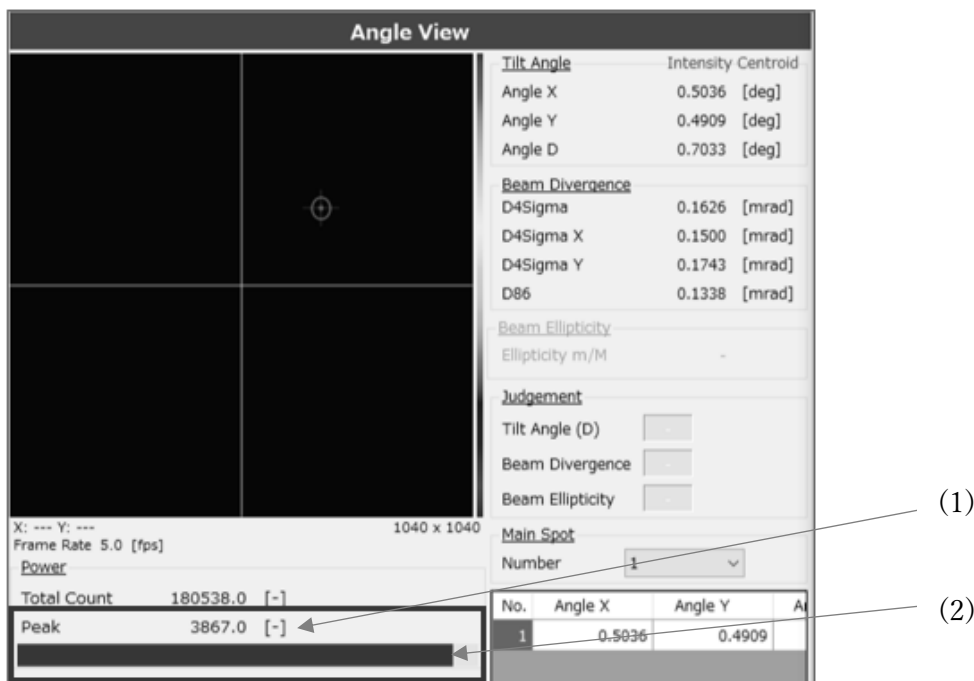 Angle View
Tilt Angle Intensity Centroid
Angle X 0.5036 [deg]
Angle Y 0.4909 [deg]
Angle D 0.7033 [deg]
Beam Divergence
D4Sigma 0.1626 [mrad]
D4Sigma X 0.1500 [mrad]
D4Sigma Y 0.1743 [mrad]
D86 0.1338 [mrad]
Beam Ellipticity
Ellipticity m/M -
Judgement
Tilt Angle (D) -
Beam Divergence -
Beam Ellipticity -
Main Spot
Number 1
No. Angle X Angle Y
1 0.5036 0.4909
X: --- Y: --- 1040 x 1040
Frame Rate 5.0 [fps]
Power
Total Count 180538.0 [-]
Peak 3867.0 [-]
(1)
(2)